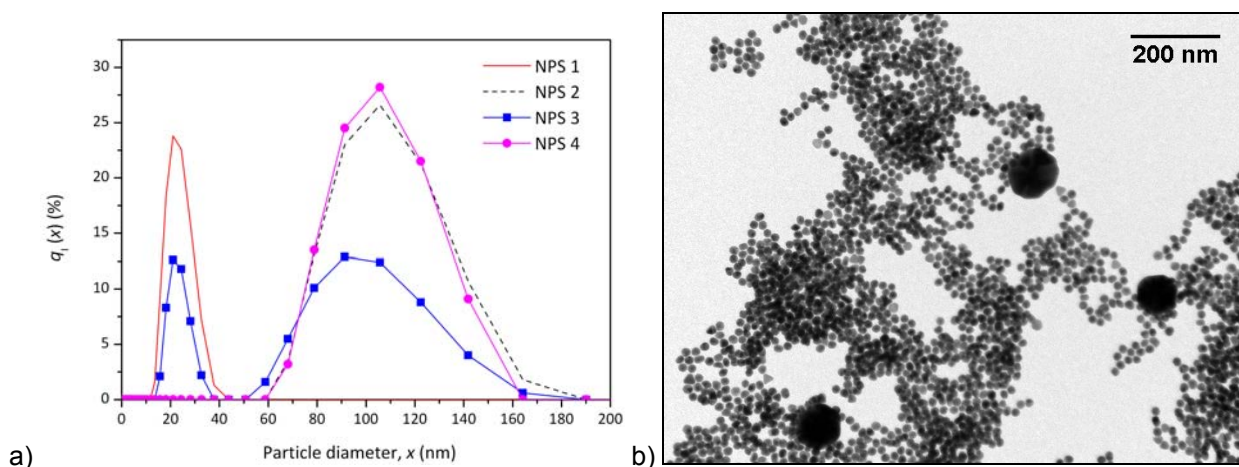 30
25
20
15
10
5
0
0 20 40 60 80 100 120 140 160 180 200
qᵢ (x) (%)
Particle diameter, x (nm)
NPS 1
NPS 2
NPS 3
NPS 4
a)
200 nm
b)